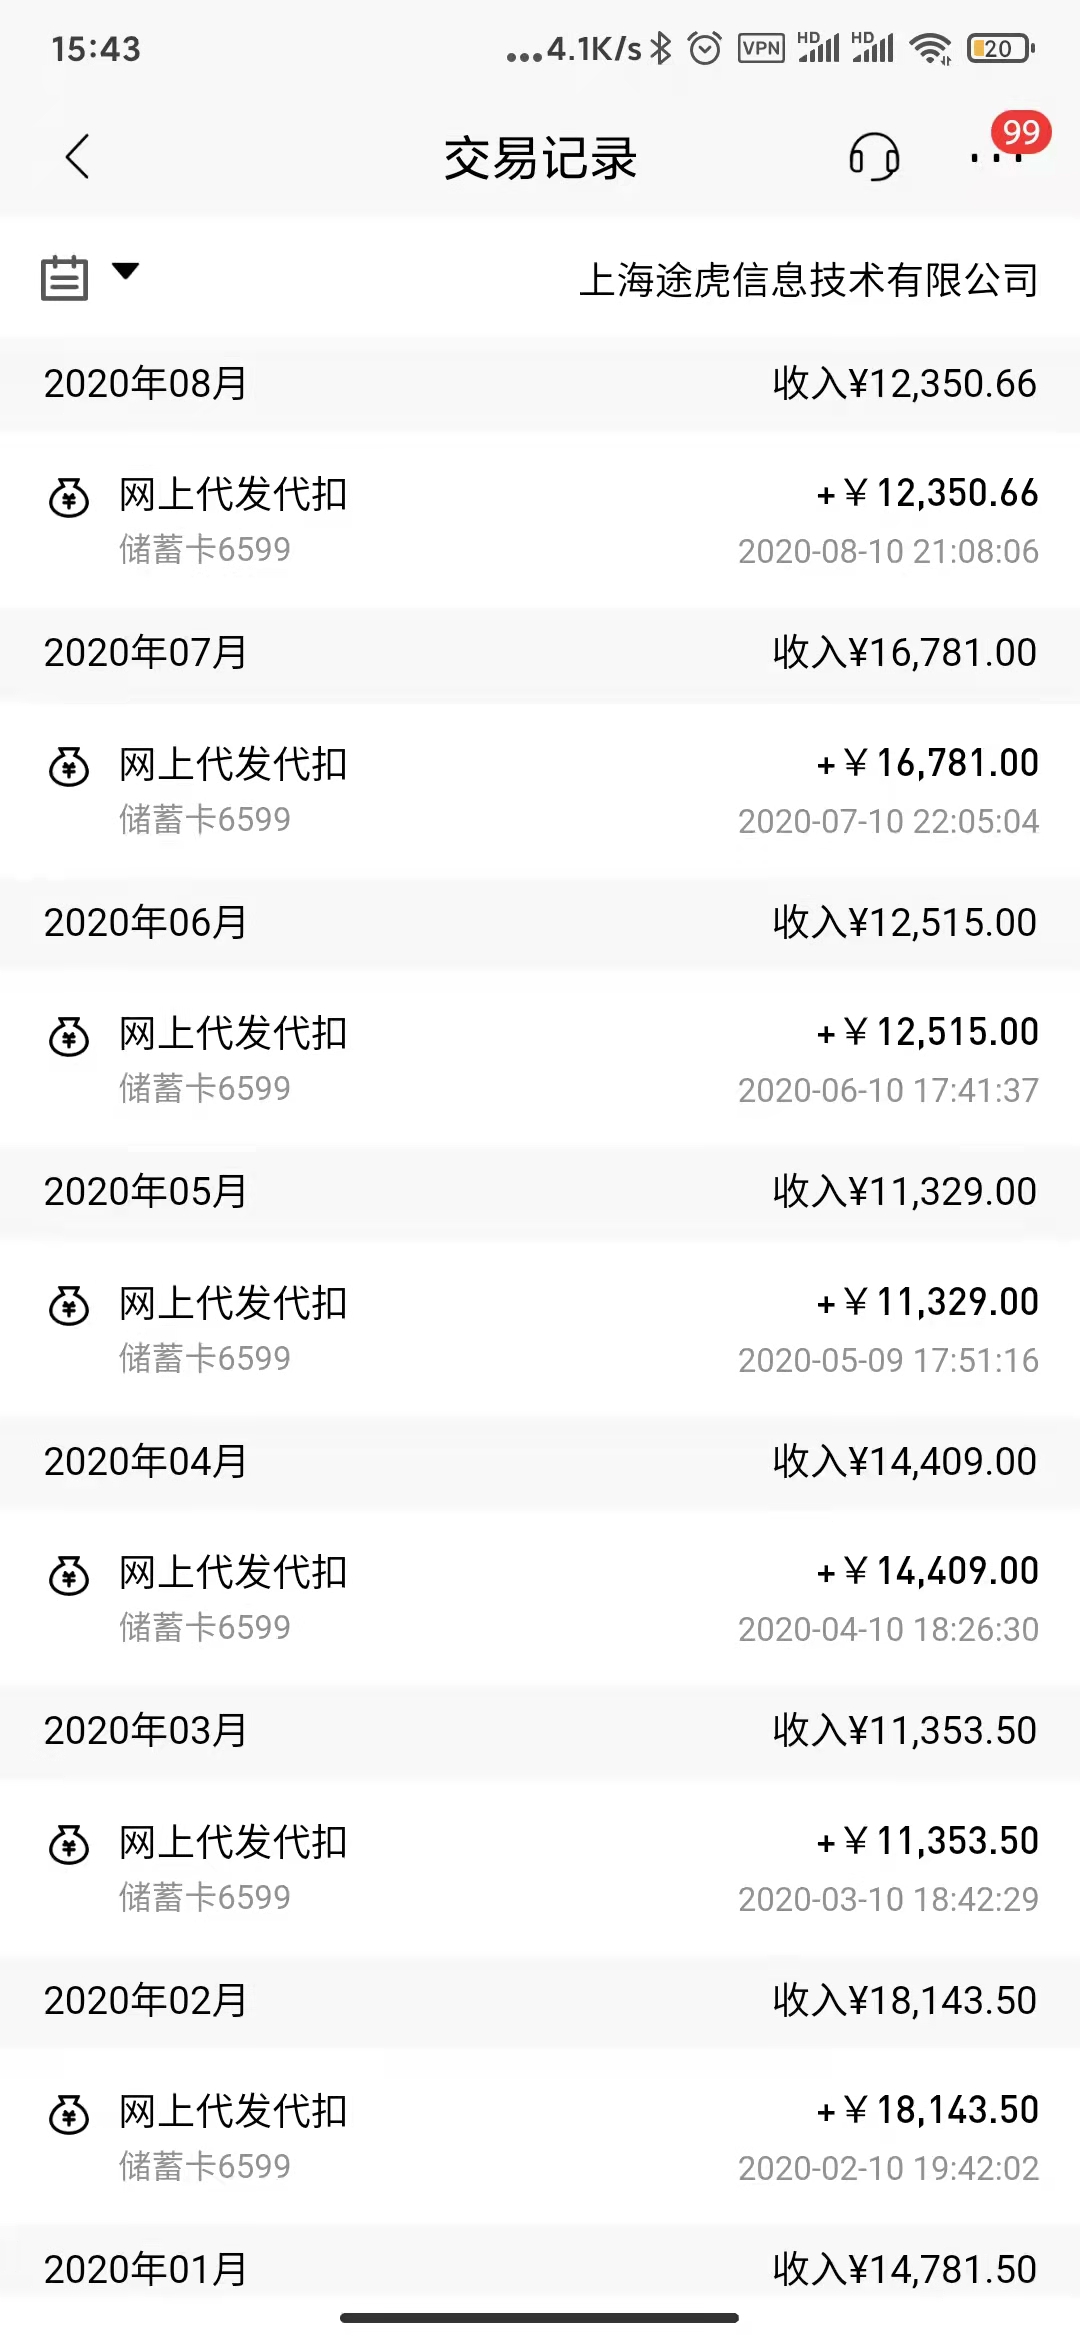 15:43 ...4.1K/s VPN HD HD 20
交易记录 99
上海途虎信息技术有限公司
2020年08月 收入¥12,350.66
网上代发代扣 +￥12,350.66
储蓄卡6599 2020-08-10 21:08:06
2020年07月 收入¥16,781.00
网上代发代扣 +￥16,781.00
储蓄卡6599 2020-07-10 22:05:04
2020年06月 收入¥12,515.00
网上代发代扣 +￥12,515.00
储蓄卡6599 2020-06-10 17:41:37
2020年05月 收入¥11,329.00
网上代发代扣 +￥11,329.00
储蓄卡6599 2020-05-09 17:51:16
2020年04月 收入¥14,409.00
网上代发代扣 +￥14,409.00
储蓄卡6599 2020-04-10 18:26:30
2020年03月 收入¥11,353.50
网上代发代扣 +￥11,353.50
储蓄卡6599 2020-03-10 18:42:29
2020年02月 收入¥18,143.50
网上代发代扣 +￥18,143.50
储蓄卡6599 2020-02-10 19:42:02
2020年01月 收入¥14,781.50